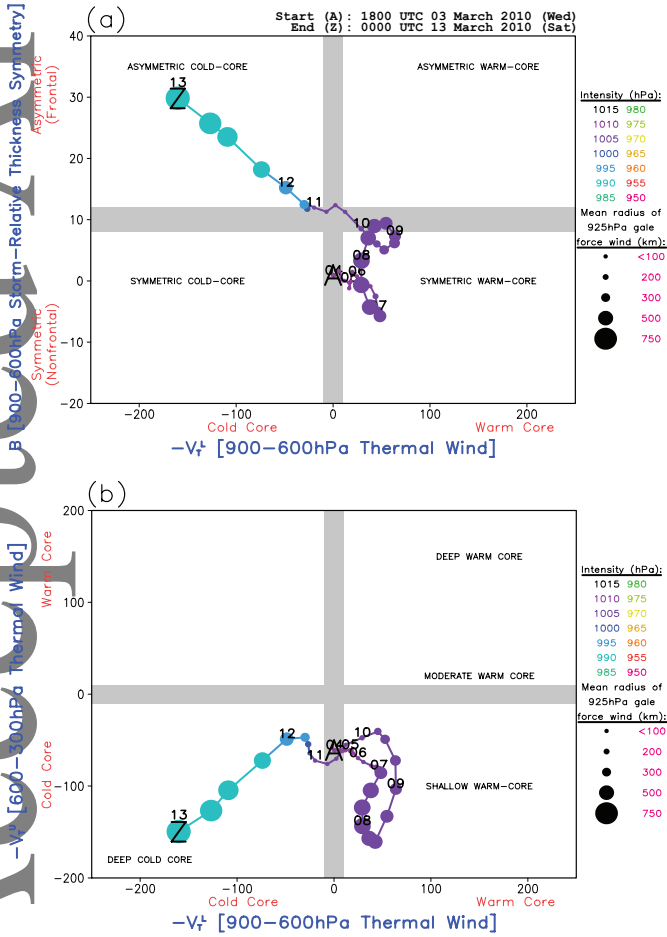 (a)
Start (A): 1800 UTC 03 March 2010 (Wed)
End (Z): 0000 UTC 13 March 2010 (Sat)
B [900−600hPa Storm−Relative Thickness Symmetry]
Asymmetric
(Frontal)
Symmetric
(Nonfrontal)
40
30
20
10
0
−10
−20
ASYMMETRIC COLD−CORE
ASYMMETRIC WARM−CORE
SYMMETRIC COLD−CORE
SYMMETRIC WARM−CORE
13
Z
12
11
10
09
08
06
A
−200
−100
0
100
200
Cold Core
Warm Core
−V_T^L [900−600hPa Thermal Wind]
Intensity (hPa):
1015 980
1010 975
1005 970
1000 965
995 960
990 955
985 950
Mean radius of
925hPa gale
force wind (km):
<100
200
300
500
750
(b)
−V_T^U [600−300hPa Thermal Wind]
Warm Core
Cold Core
200
100
0
−100
−200
DEEP WARM CORE
MODERATE WARM CORE
SHALLOW WARM−CORE
DEEP COLD CORE
12
11
10
04
05
06
07
09
08
13
A
Z
−200
−100
0
100
200
Cold Core
Warm Core
−V_T^L [900−600hPa Thermal Wind]
Intensity (hPa):
1015 980
1010 975
1005 970
1000 965
995 960
990 955
985 950
Mean radius of
925hPa gale
force wind (km):
<100
200
300
500
750